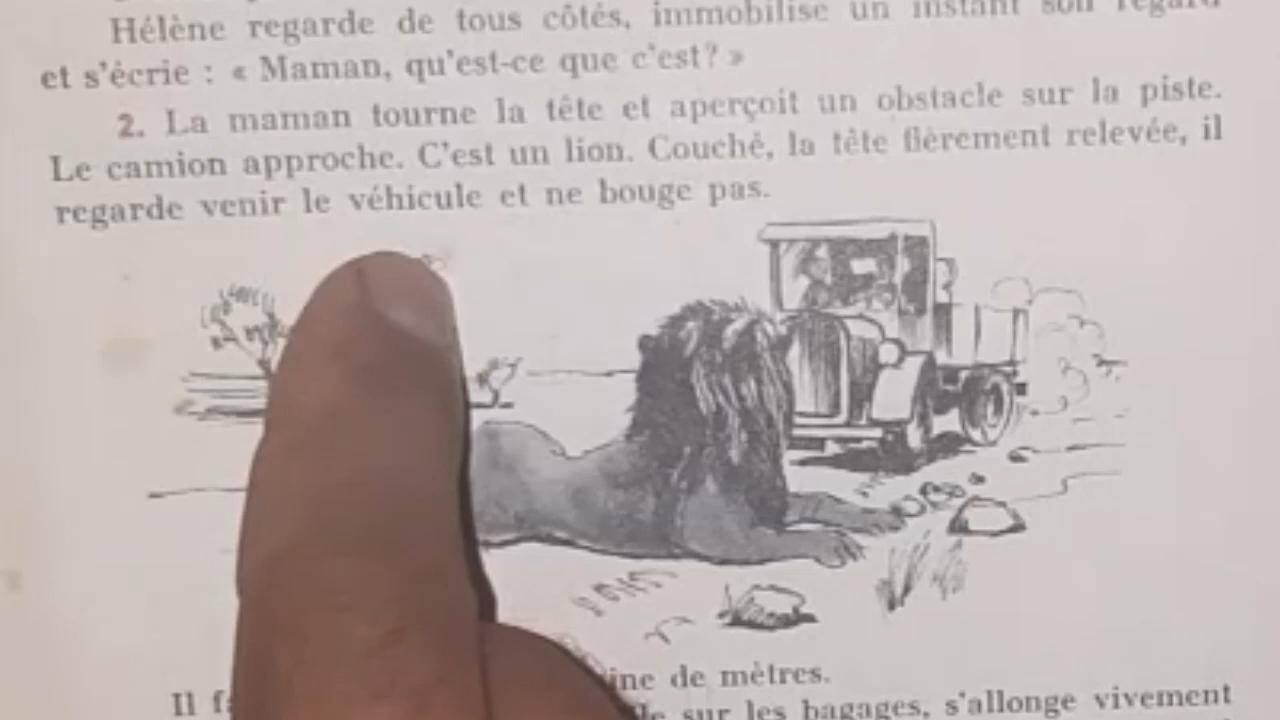 Hélène regarde de tous côtés, immobilise un instant son regard
et s'écrie : « Maman, qu'est-ce que c'est? »
2. La maman tourne la tête et aperçoit un obstacle sur la piste.
Le camion approche. C'est un lion. Couché, la tête fièrement relevée, il
regarde venir le véhicule et ne bouge pas.
Il de mètres.
sur les bagages, s'allonge vivement